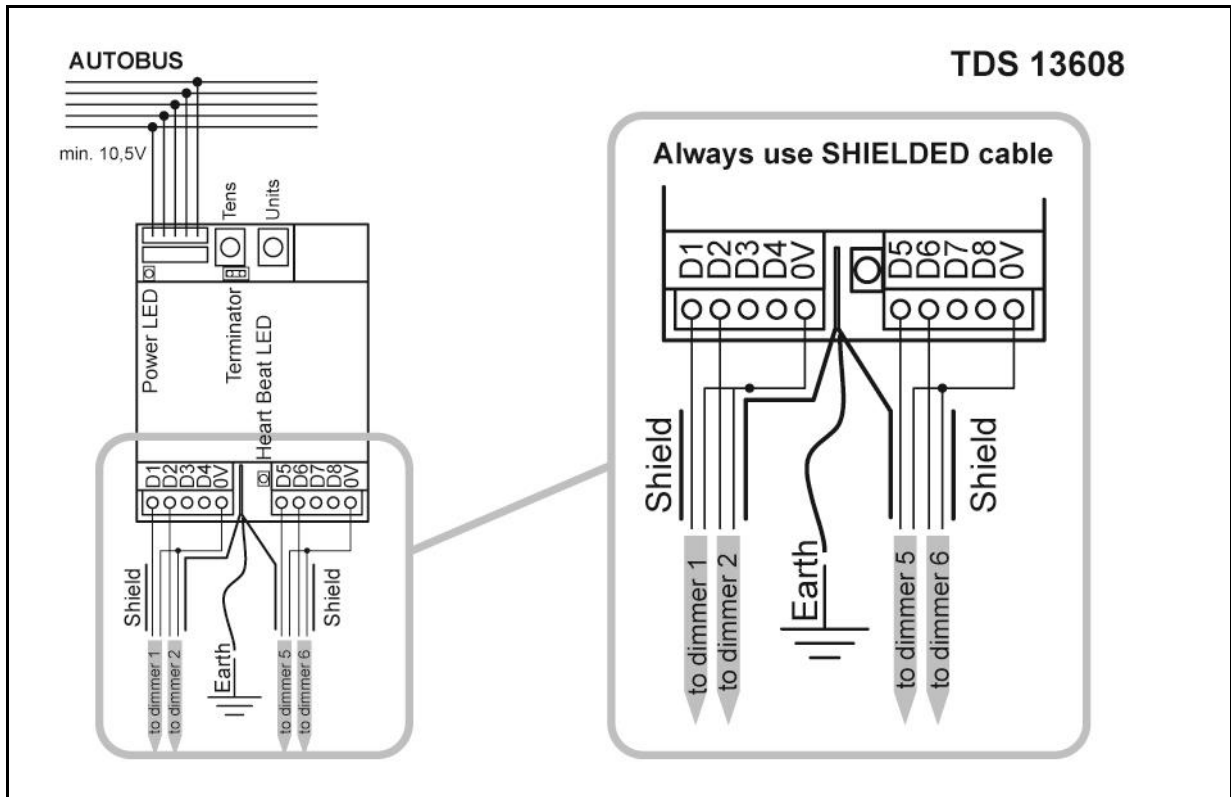 AUTOBUS
TDS 13608
min. 10,5V
Tens
Units
Power LED
Terminator
Heart Beat LED
D1
D2
D3
D4
0V
D5
D6
D7
D8
0V
Shield
Shield
Earth
to dimmer 1
to dimmer 2
to dimmer 5
to dimmer 6
Always use SHIELDED cable
D1
D2
D3
D4
0V
D5
D6
D7
D8
0V
Shield
Shield
Earth
to dimmer 1
to dimmer 2
to dimmer 5
to dimmer 6